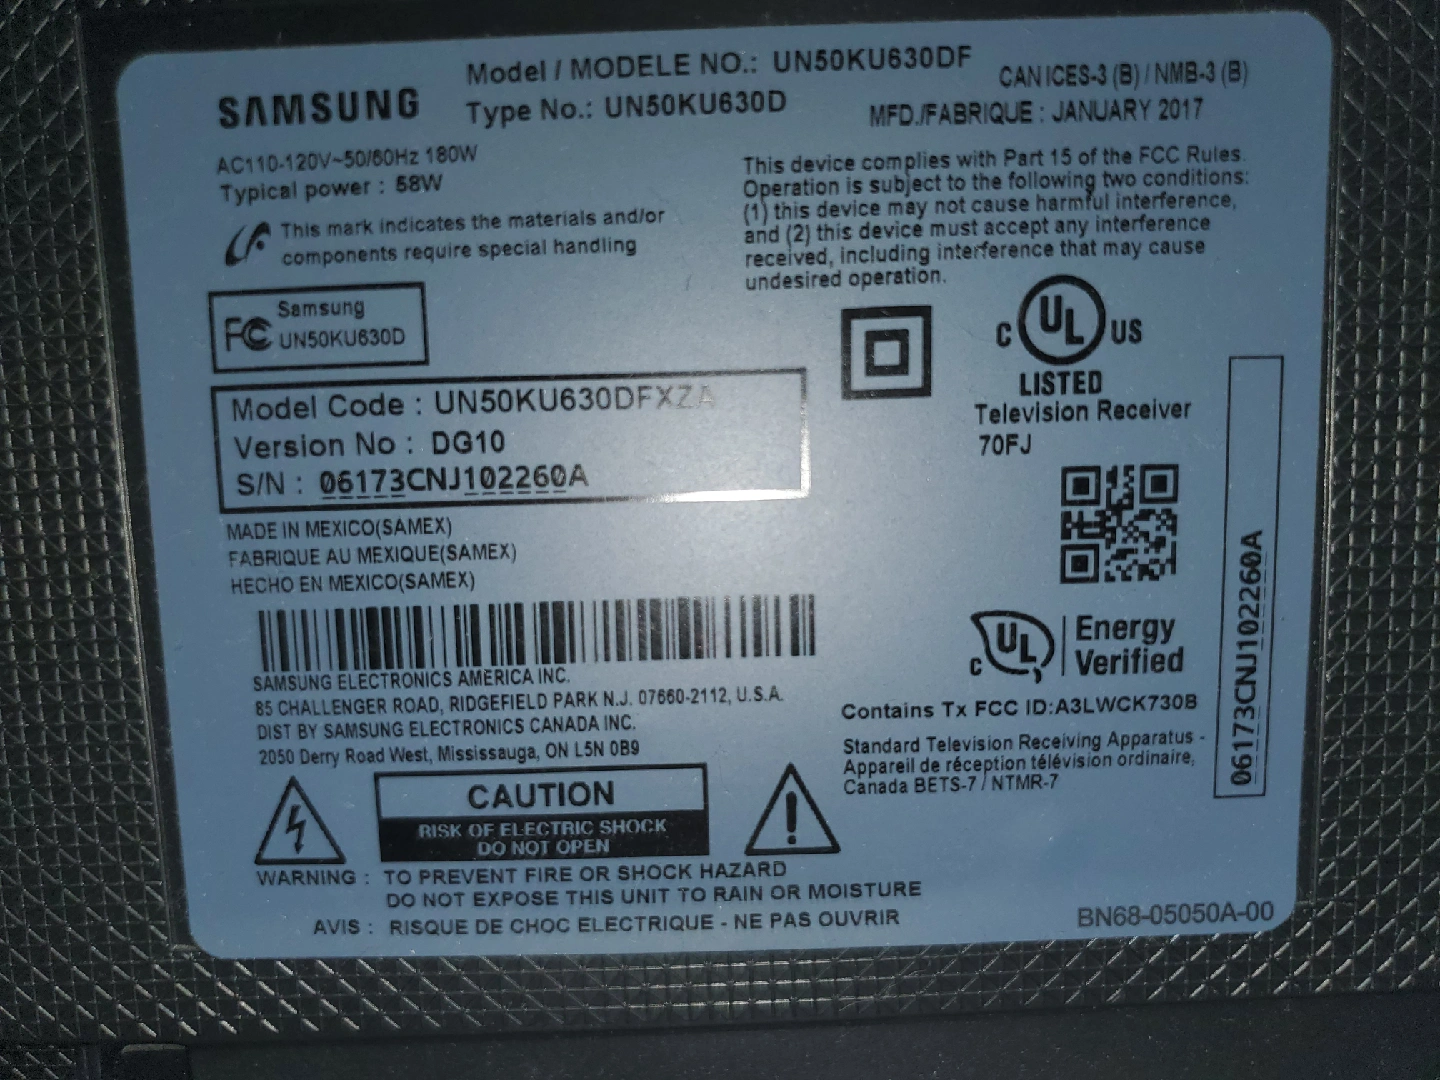 SAMSUNG
Model / MODELE NO.: UN50KU630DF
Type No.: UN50KU630D
CAN ICES-3 (B) / NMB-3 (B)
MFD./FABRIQUE : JANUARY 2017
AC110-120V~50/60Hz 180W
Typical power : 58W
This mark indicates the materials and/or
components require special handling
This device complies with Part 15 of the FCC Rules.
Operation is subject to the following two conditions:
(1) this device may not cause harmful interference,
and (2) this device must accept any interference
received, including interference that may cause
undesired operation.
FC
Samsung
UN50KU630D
C UL US
LISTED
Television Receiver
70FJ
Model Code : UN50KU630DFXZA
Version No : DG10
S/N : 06173CNJ102260A
MADE IN MEXICO(SAMEX)
FABRIQUE AU MEXIQUE(SAMEX)
HECHO EN MEXICO(SAMEX)
SAMSUNG ELECTRONICS AMERICA INC.
85 CHALLENGER ROAD, RIDGEFIELD PARK N.J. 07660-2112, U.S.A.
DIST BY SAMSUNG ELECTRONICS CANADA INC.
2050 Derry Road West, Mississauga, ON L5N 0B9
C UL Energy
Verified
Contains Tx FCC ID:A3LWCK730B
Standard Television Receiving Apparatus -
Appareil de réception télévision ordinaire,
Canada BETS-7 / NTMR-7
06173CNJ102260A
CAUTION
RISK OF ELECTRIC SHOCK
DO NOT OPEN
WARNING : TO PREVENT FIRE OR SHOCK HAZARD
DO NOT EXPOSE THIS UNIT TO RAIN OR MOISTURE
AVIS : RISQUE DE CHOC ELECTRIQUE - NE PAS OUVRIR
BN68-05050A-00